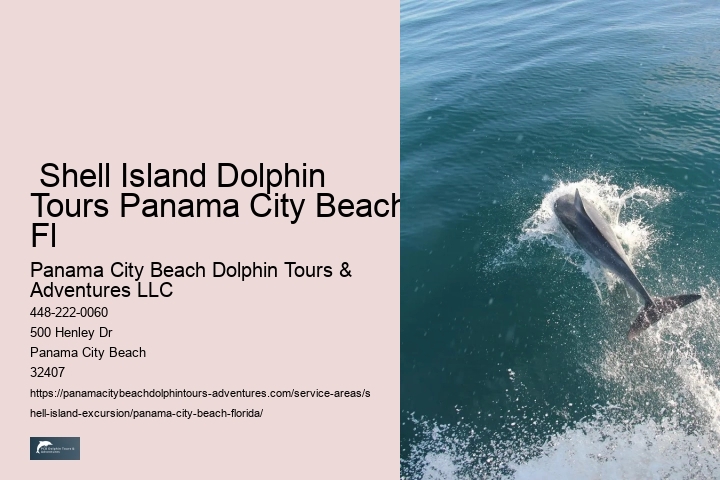 Shell Island Dolphin
Tours Panama City Beach
Fl
Panama City Beach Dolphin Tours &
Adventures LLC
448-222-0060
500 Henley Dr
Panama City Beach
32407
https://panamacitybeachdolphintours-adventures.com/service-areas/s
hell-island-excursion/panama-city-beach-florida/